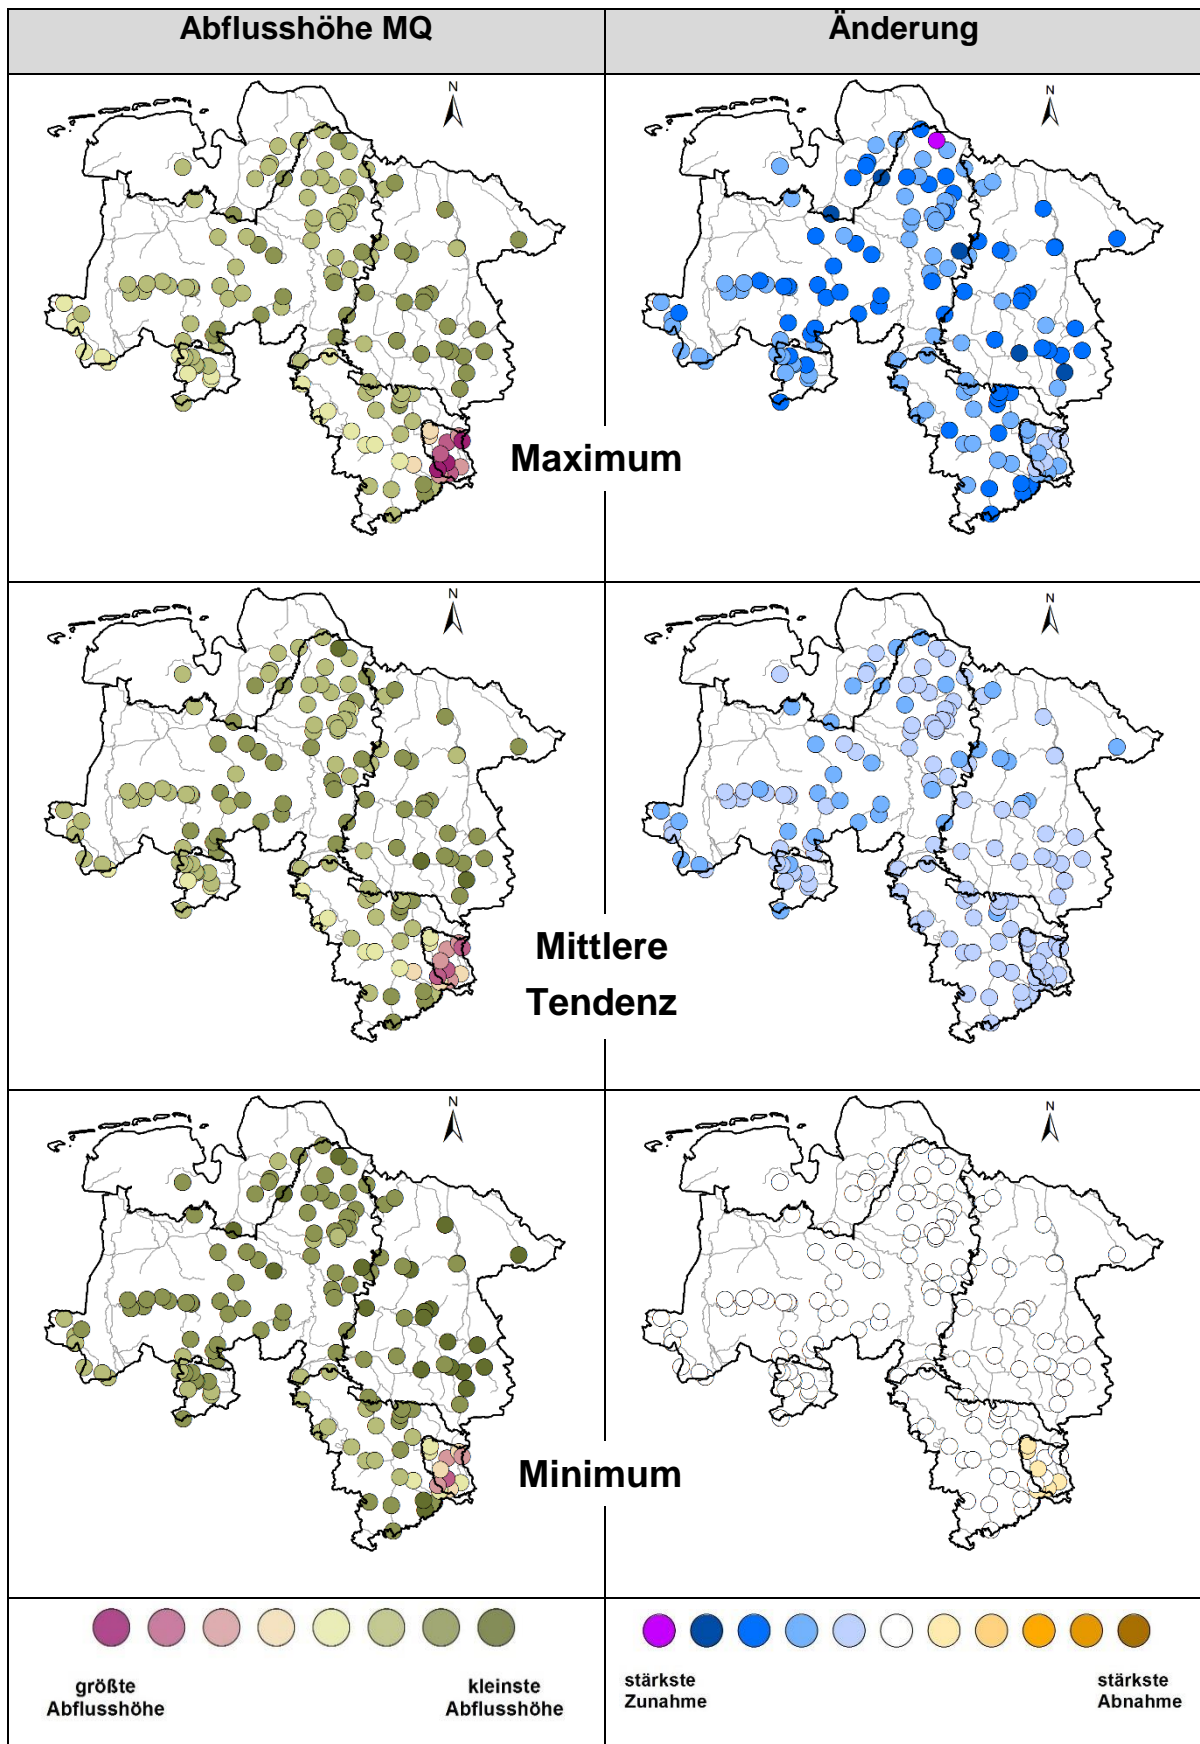 Abflusshöhe MQ
Änderung
N
N
Maximum
N
N
Mittlere
Tendenz
N
N
Minimum
größte
Abflusshöhe
kleinste
Abflusshöhe
stärkste
Zunahme
stärkste
Abnahme